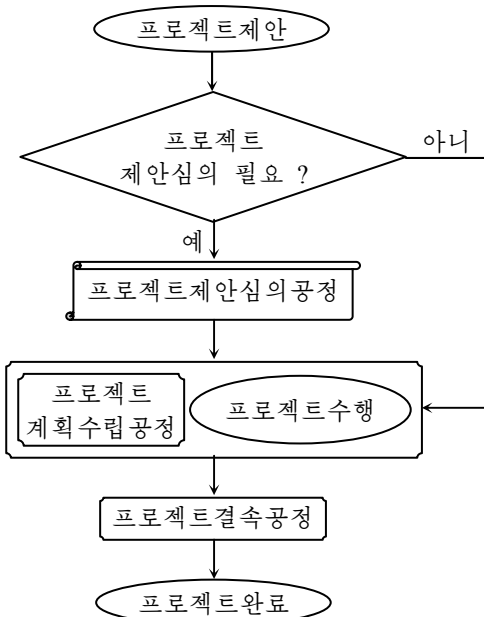 프로젝트제안
프로젝트
제안심의 필요 ?
아니
예
프로젝트제안심의공정
프로젝트
계획수립공정
프로젝트수행
프로젝트결속공정
프로젝트완료